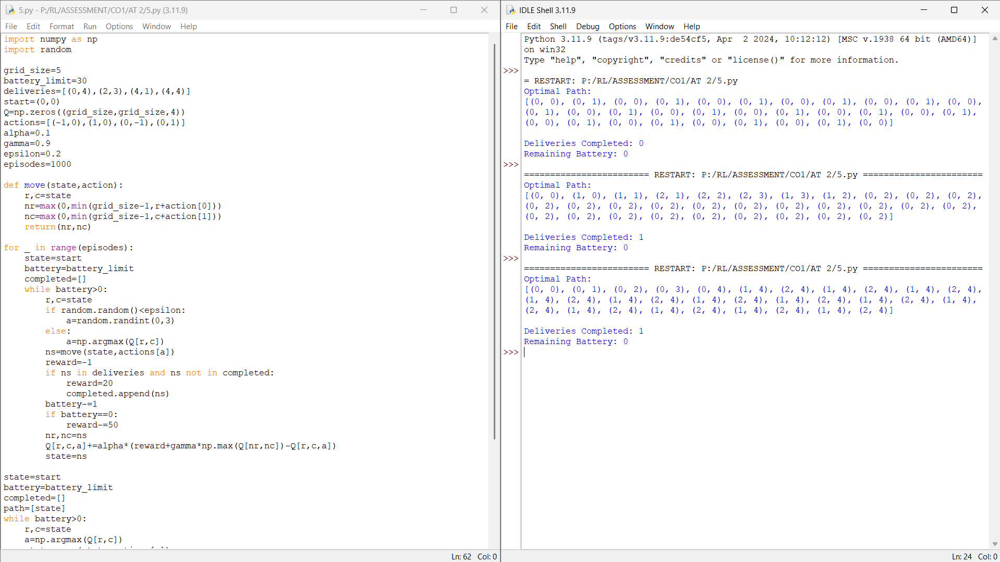 5.py - P:/RL/ASSESSMENT/CO1/AT 2/5.py (3.11.9)
File Edit Format Run Options Window Help
import numpy as np
import random

grid_size=5
battery_limit=30
deliveries=[(0,4),(2,3),(4,1),(4,4)]
start=(0,0)
Q=np.zeros((grid_size,grid_size,4))
actions=[(-1,0),(1,0),(0,-1),(0,1)]
alpha=0.1
gamma=0.9
epsilon=0.2
episodes=1000

def move(state,action):
    r,c=state
    nr=max(0,min(grid_size-1,r+action[0]))
    nc=max(0,min(grid_size-1,c+action[1]))
    return(nr,nc)

for _ in range(episodes):
    state=start
    battery=battery_limit
    completed=[]
    while battery>0:
        r,c=state
        if random.random()<epsilon:
            a=random.randint(0,3)
        else:
            a=np.argmax(Q[r,c])
        ns=move(state,actions[a])
        reward=-1
        if ns in deliveries and ns not in completed:
            reward=20
            completed.append(ns)
        battery-=1
        if battery==0:
            reward-=50
        nr,nc=ns
        Q[r,c,a]+=alpha*(reward+gamma*np.max(Q[nr,nc])-Q[r,c,a])
        state=ns

state=start
battery=battery_limit
completed=[]
path=[state]
while battery>0:
    r,c=state
    a=np.argmax(Q[r,c])
Ln: 62 Col: 0
IDLE Shell 3.11.9
File Edit Shell Debug Options Window Help
Python 3.11.9 (tags/v3.11.9:de54cf5, Apr  2 2024, 10:12:12) [MSC v.1938 64 bit (AMD64)]
on win32
Type "help", "copyright", "credits" or "license()" for more information.
>>>
= RESTART: P:/RL/ASSESSMENT/CO1/AT 2/5.py
Optimal Path:
[(0, 0), (0, 1), (0, 0), (0, 1), (0, 0), (0, 1), (0, 0), (0, 1), (0, 0), (0, 1), (0, 0),
(0, 1), (0, 0), (0, 1), (0, 0), (0, 1), (0, 0), (0, 1), (0, 0), (0, 1), (0, 0), (0, 1),
(0, 0), (0, 1), (0, 0), (0, 1), (0, 0), (0, 1), (0, 0), (0, 1), (0, 0)]

Deliveries Completed: 0
Remaining Battery: 0
>>>
======================== RESTART: P:/RL/ASSESSMENT/CO1/AT 2/5.py =======================
Optimal Path:
[(0, 0), (1, 0), (1, 1), (2, 1), (2, 2), (2, 3), (1, 3), (1, 2), (0, 2), (0, 2), (0, 2),
(0, 2), (0, 2), (0, 2), (0, 2), (0, 2), (0, 2), (0, 2), (0, 2), (0, 2), (0, 2), (0, 2),
(0, 2), (0, 2), (0, 2), (0, 2), (0, 2), (0, 2), (0, 2), (0, 2), (0, 2)]

Deliveries Completed: 1
Remaining Battery: 0
>>>
======================== RESTART: P:/RL/ASSESSMENT/CO1/AT 2/5.py =======================
Optimal Path:
[(0, 0), (0, 1), (0, 2), (0, 3), (0, 4), (1, 4), (2, 4), (1, 4), (2, 4), (1, 4), (2, 4),
(1, 4), (2, 4), (1, 4), (2, 4), (1, 4), (2, 4), (1, 4), (2, 4), (1, 4), (2, 4), (1, 4),
(2, 4), (1, 4), (2, 4), (1, 4), (2, 4), (1, 4), (2, 4), (1, 4), (2, 4)]

Deliveries Completed: 1
Remaining Battery: 0
>>>
Ln: 24 Col: 0